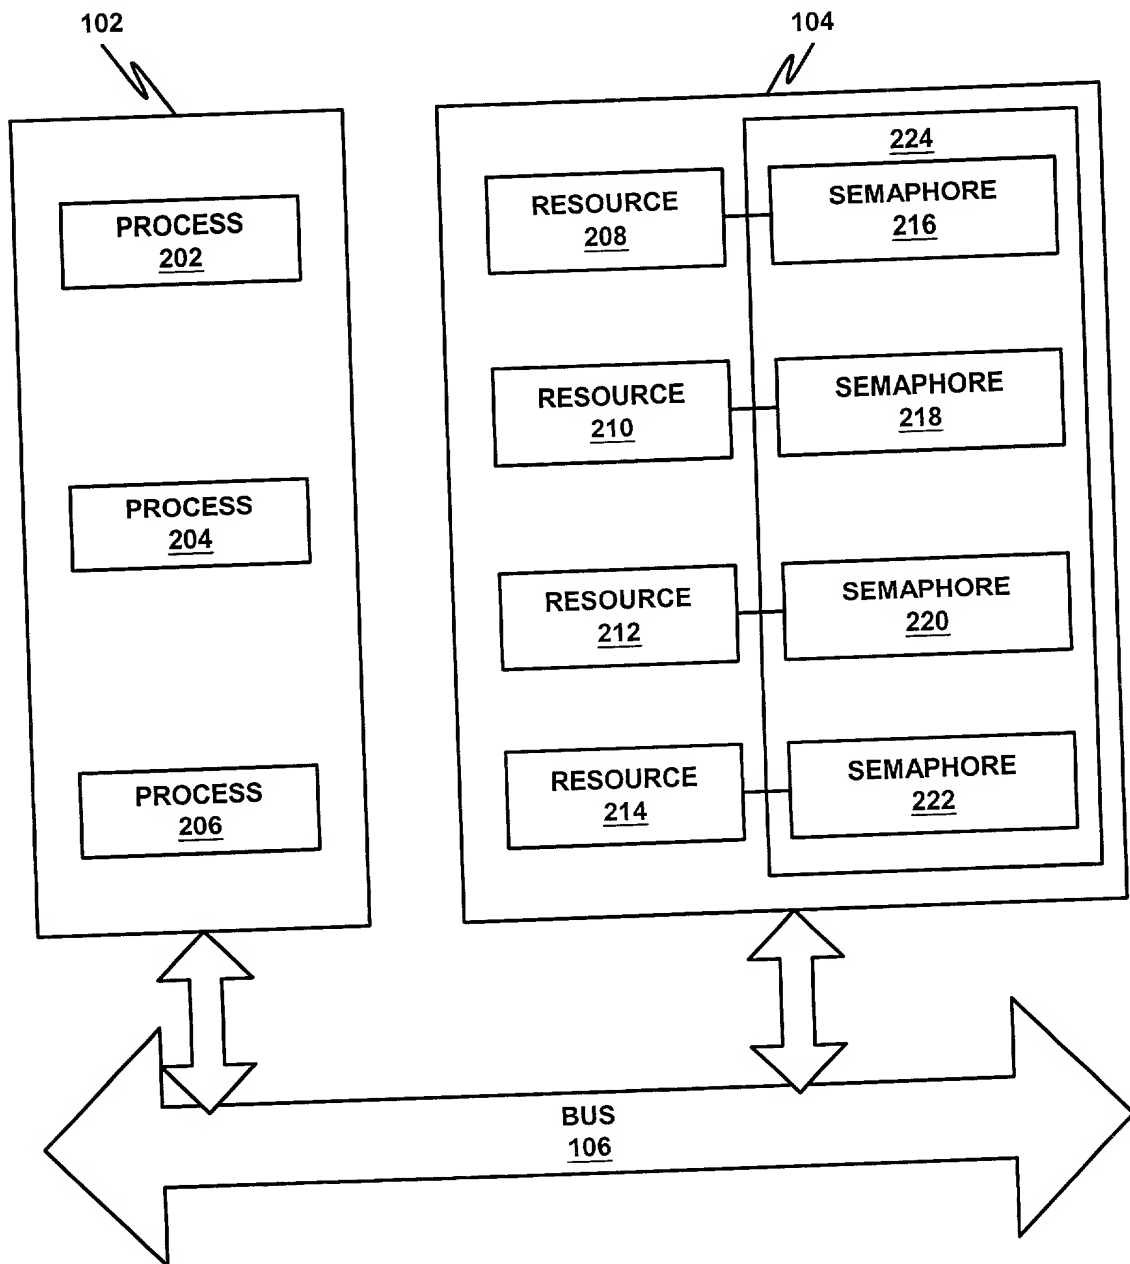 102
104
224
PROCESS
202
RESOURCE
208
SEMAPHORE
216
RESOURCE
210
SEMAPHORE
218
PROCESS
204
RESOURCE
212
SEMAPHORE
220
PROCESS
206
RESOURCE
214
SEMAPHORE
222
BUS
106